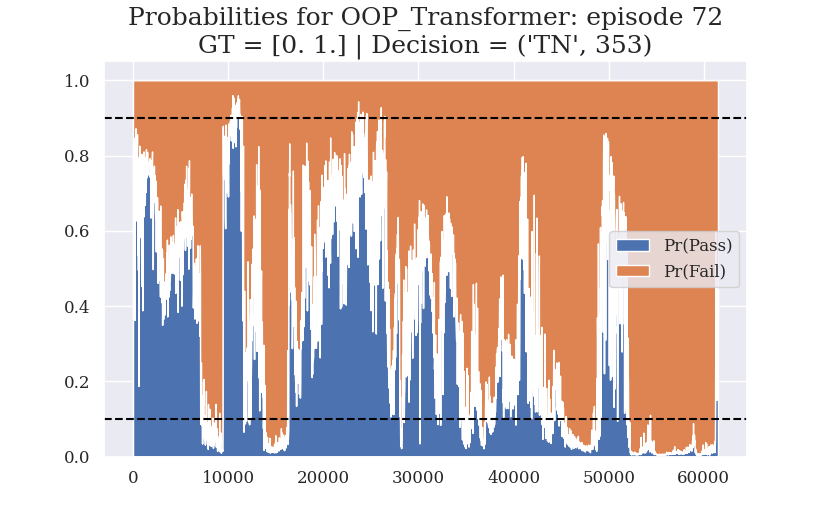 Probabilities for OOP_Transformer: episode 72
GT = [0. 1.] | Decision = ('TN', 353)
1.0
0.8
0.6
0.4
0.2
0.0
Pr(Pass)
Pr(Fail)
0 10000 20000 30000 40000 50000 60000